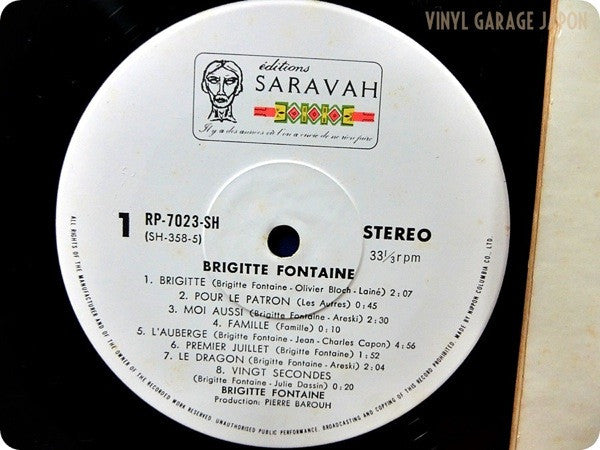 VINYL GARAGE JAPON
éditions
SARAVAH
Il y a des années où l'on a envie de ne rien faire
1 RP-7023-SH
(SH-358-5)
STEREO
33 1/3 rpm
BRIGITTE FONTAINE
1. BRIGITTE (Brigitte Fontaine - Olivier Bloch - Lainé) 2:07
2. POUR LE PATRON (Les Autres) 0:45
3. MOI AUSSI (Brigitte Fontaine - Areski) 2:30
4. FAMILLE (Famille) 0:10
5. L'AUBERGE (Brigitte Fontaine - Jean - Charles Capon) 4:56
6. PREMIER JUILLET (Brigitte Fontaine) 1:52
7. LE DRAGON (Brigitte Fontaine - Areski) 2:04
8. VINGT SECONDES
(Brigitte Fontaine - Julie Dassin) 0:20
BRIGITTE FONTAINE
Production: PIERRE BAROUH
ALL RIGHTS OF THE MANUFACTURER AND OF THE OWNER OF THE RECORDED WORK RESERVED. UNAUTHORISED PUBLIC PERFORMANCE, BROADCASTING AND COPYING OF THIS RECORD PROHIBITED. MADE BY NIPPON COLUMBIA CO., LTD.